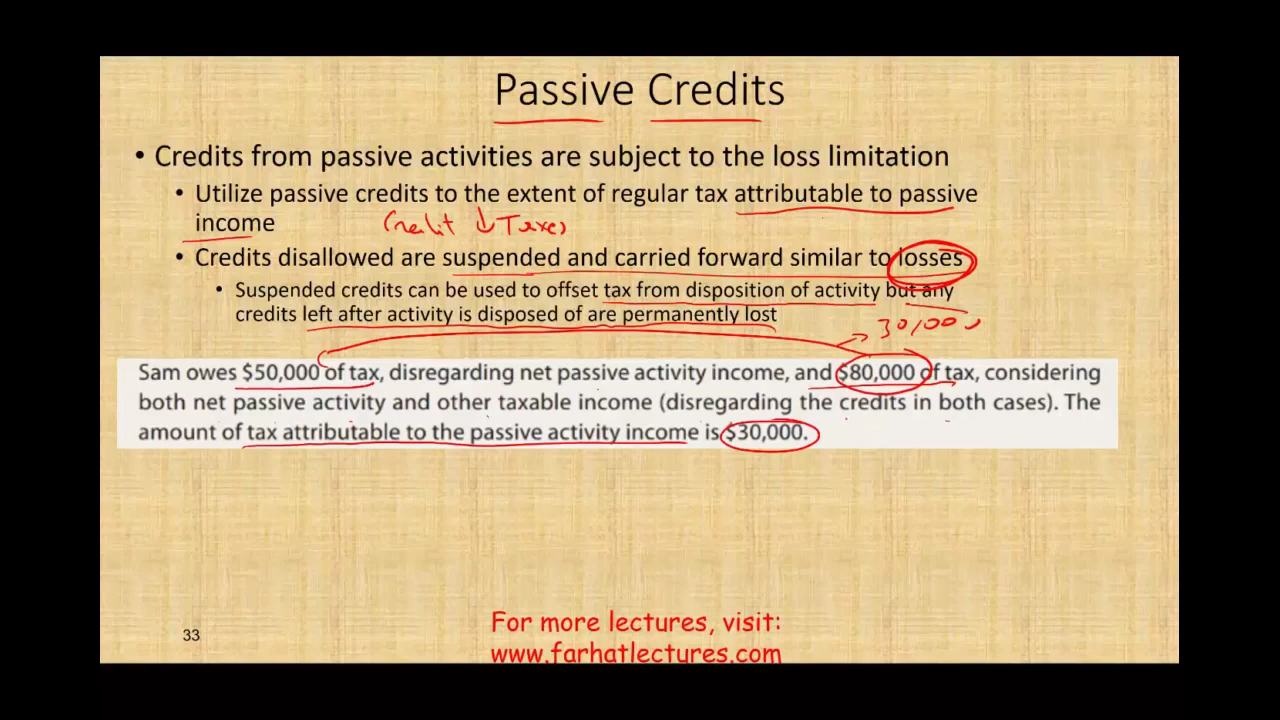 Passive Credits
• Credits from passive activities are subject to the loss limitation
• Utilize passive credits to the extent of regular tax attributable to passive
income
Credit ↓ Taxes
• Credits disallowed are suspended and carried forward similar to losses
• Suspended credits can be used to offset tax from disposition of activity but any
credits left after activity is disposed of are permanently lost
30,000
Sam owes $50,000 of tax, disregarding net passive activity income, and $80,000 of tax, considering
both net passive activity and other taxable income (disregarding the credits in both cases). The
amount of tax attributable to the passive activity income is $30,000.
33
For more lectures, visit:
www.farhatlectures.com